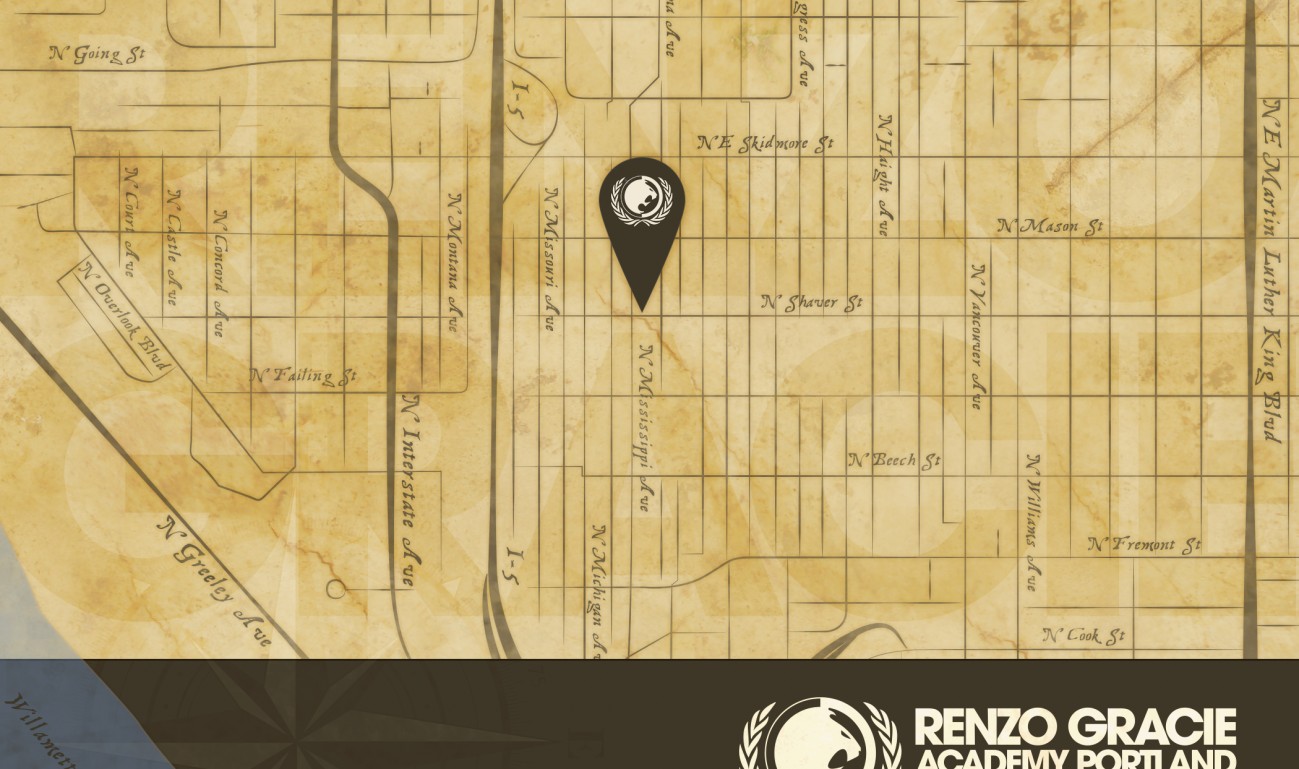 N Going St
I-5
NE Skidmore St
N Haight Ave
NE Martin Luther King Blvd
N Court Ave
N Castle Ave
N Concord Ave
N Montana Ave
N Missouri Ave
N Mason St
N Overlook Blvd
N Shaver St
N Vancouver Ave
N Failing St
N Mississippi Ave
N Interstate Ave
N Beech St
N Williams Ave
N Greeley Ave
I-5
N Michigan Ave
N Fremont St
N Cook St
RENZO GRACIE
ACADEMY PORTLAND